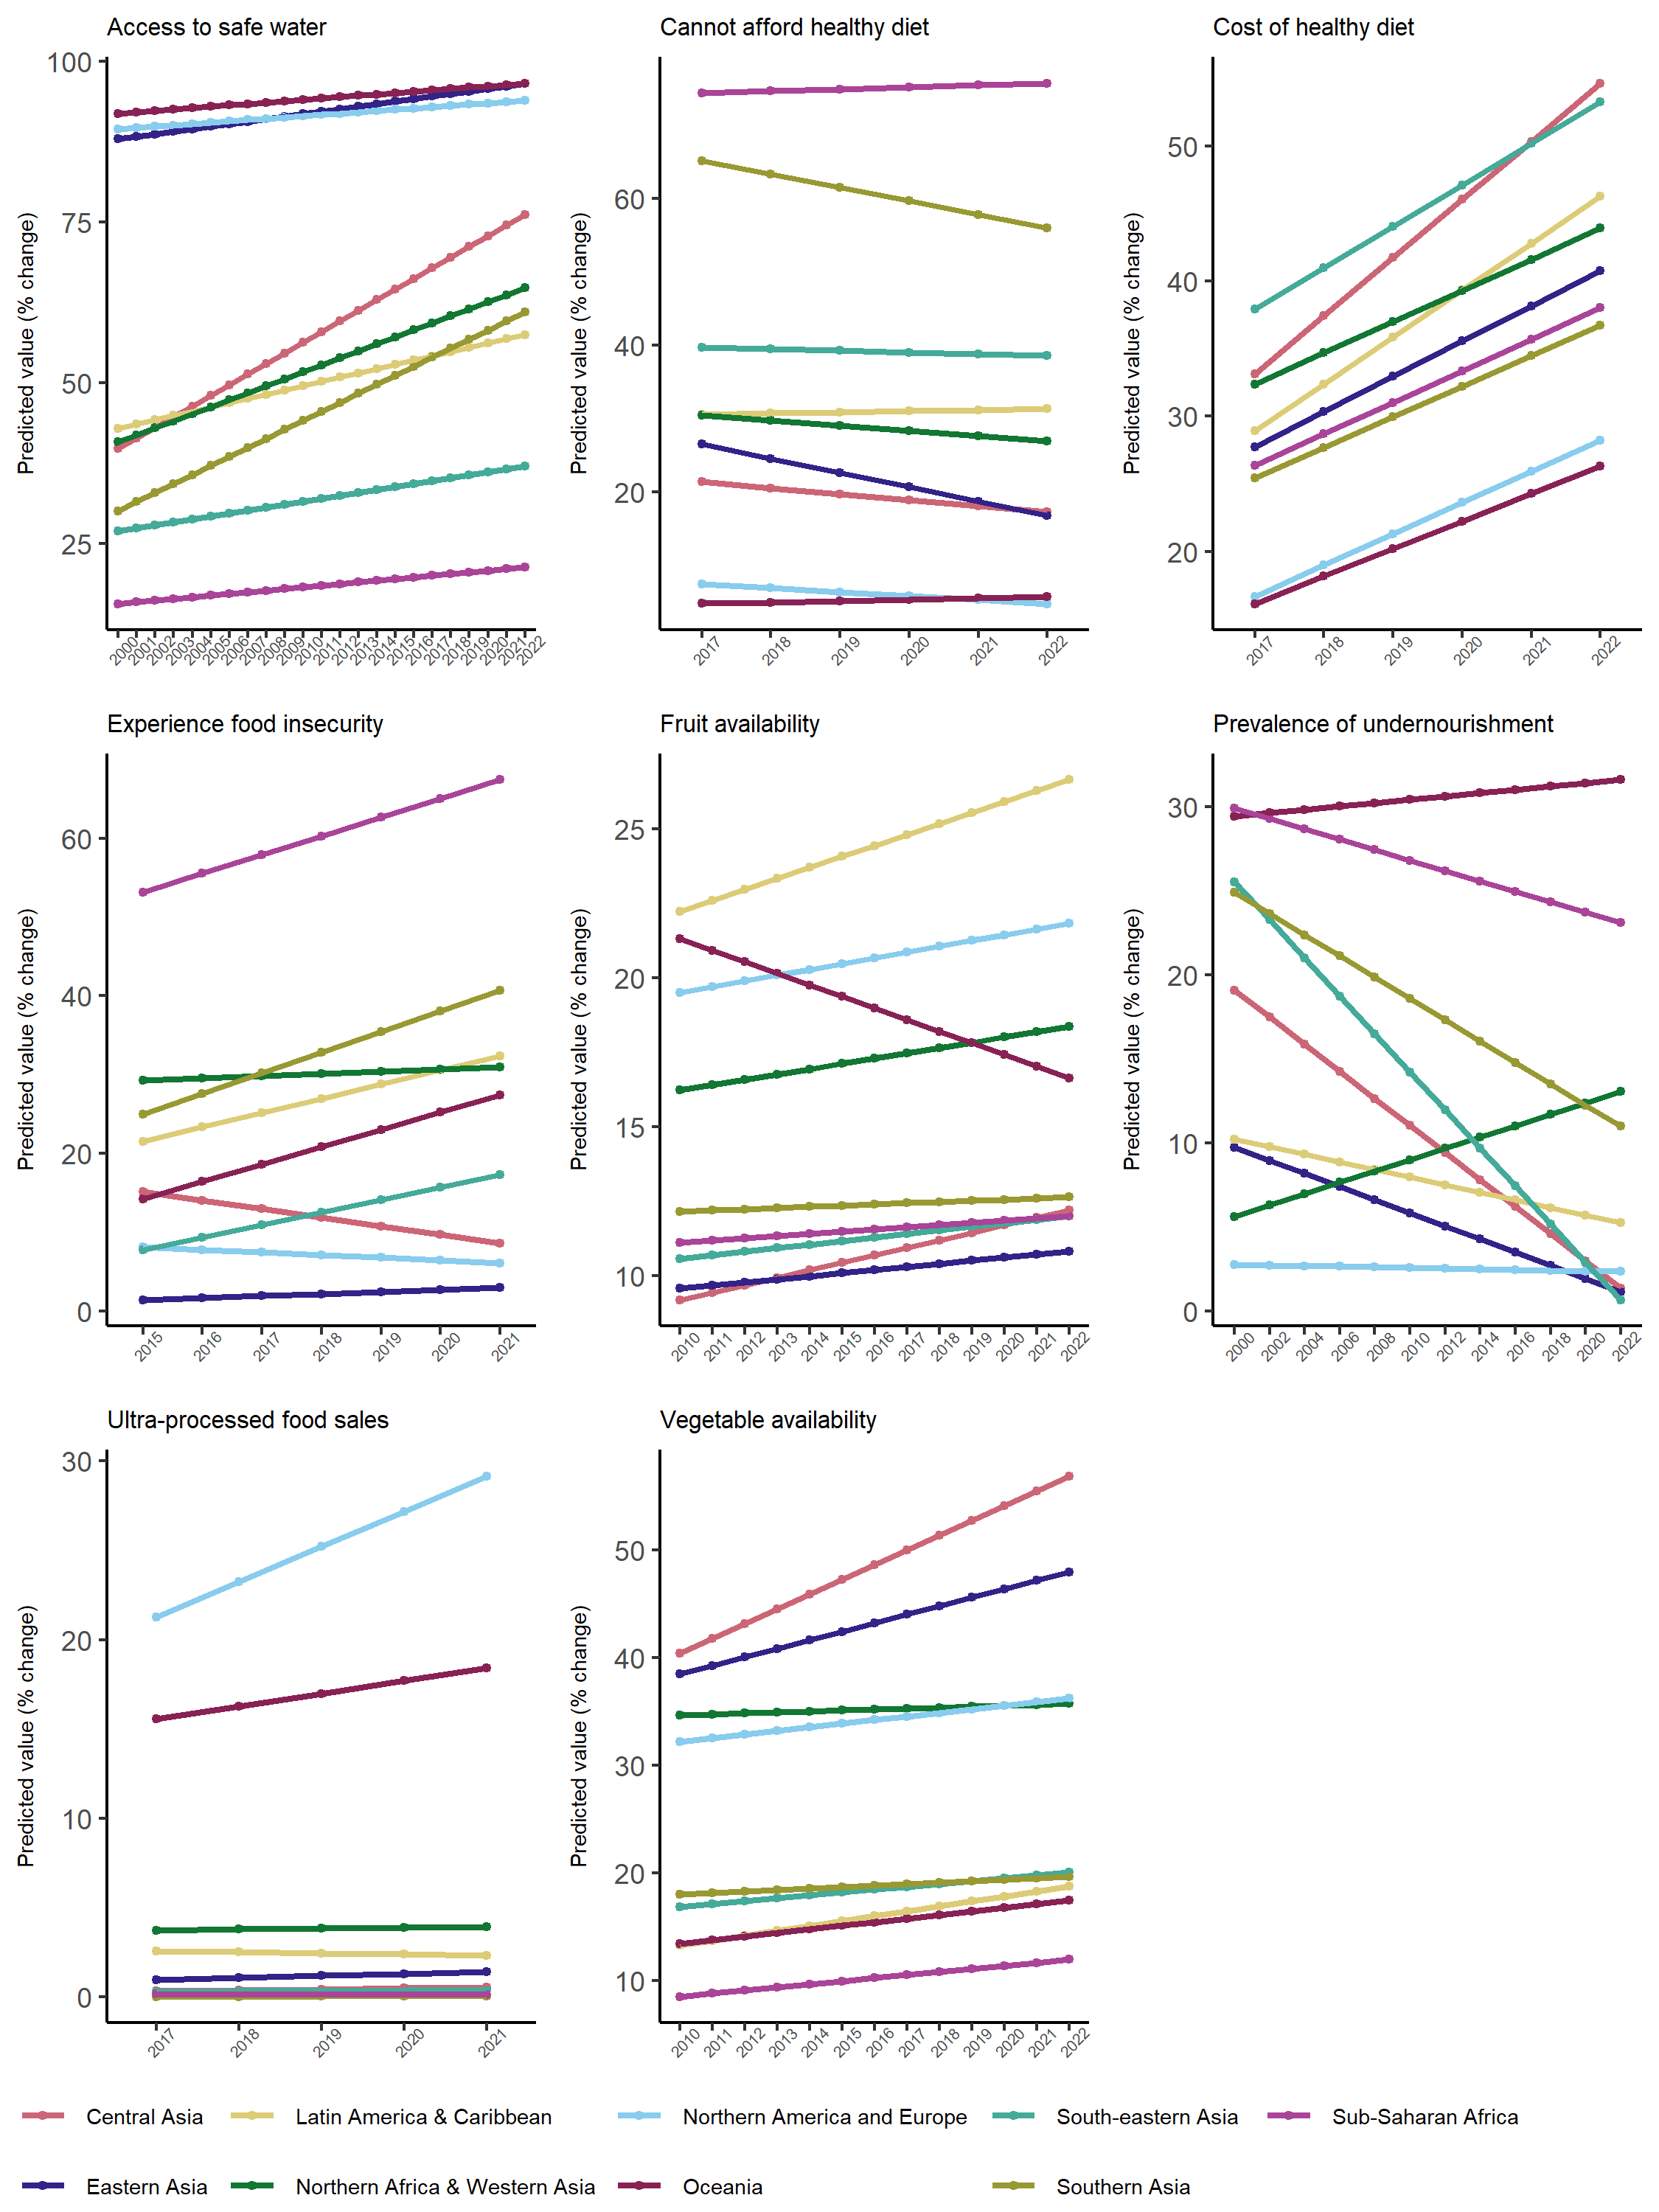 Access to safe water
Cannot afford healthy diet
Cost of healthy diet
Predicted value (% change)
100
75
50
25
2000 2001 2002 2003 2004 2005 2006 2007 2008 2009 2010 2011 2012 2013 2014 2015 2016 2017 2018 2019 2020 2021 2022
Predicted value (% change)
60
40
20
2017 2018 2019 2020 2021 2022
Predicted value (% change)
50
40
30
20
2017 2018 2019 2020 2021 2022
Experience food insecurity
Fruit availability
Prevalence of undernourishment
Predicted value (% change)
60
40
20
0
2015 2016 2017 2018 2019 2020 2021
Predicted value (% change)
25
20
15
10
2010 2011 2012 2013 2014 2015 2016 2017 2018 2019 2020 2021 2022
Predicted value (% change)
30
20
10
0
2000 2002 2004 2006 2008 2010 2012 2014 2016 2018 2020 2022
Ultra-processed food sales
Vegetable availability
Predicted value (% change)
30
20
10
0
2017 2018 2019 2020 2021
Predicted value (% change)
50
40
30
20
10
2010 2011 2012 2013 2014 2015 2016 2017 2018 2019 2020 2021 2022
Central Asia
Latin America & Caribbean
Northern America and Europe
South-eastern Asia
Sub-Saharan Africa
Eastern Asia
Northern Africa & Western Asia
Oceania
Southern Asia